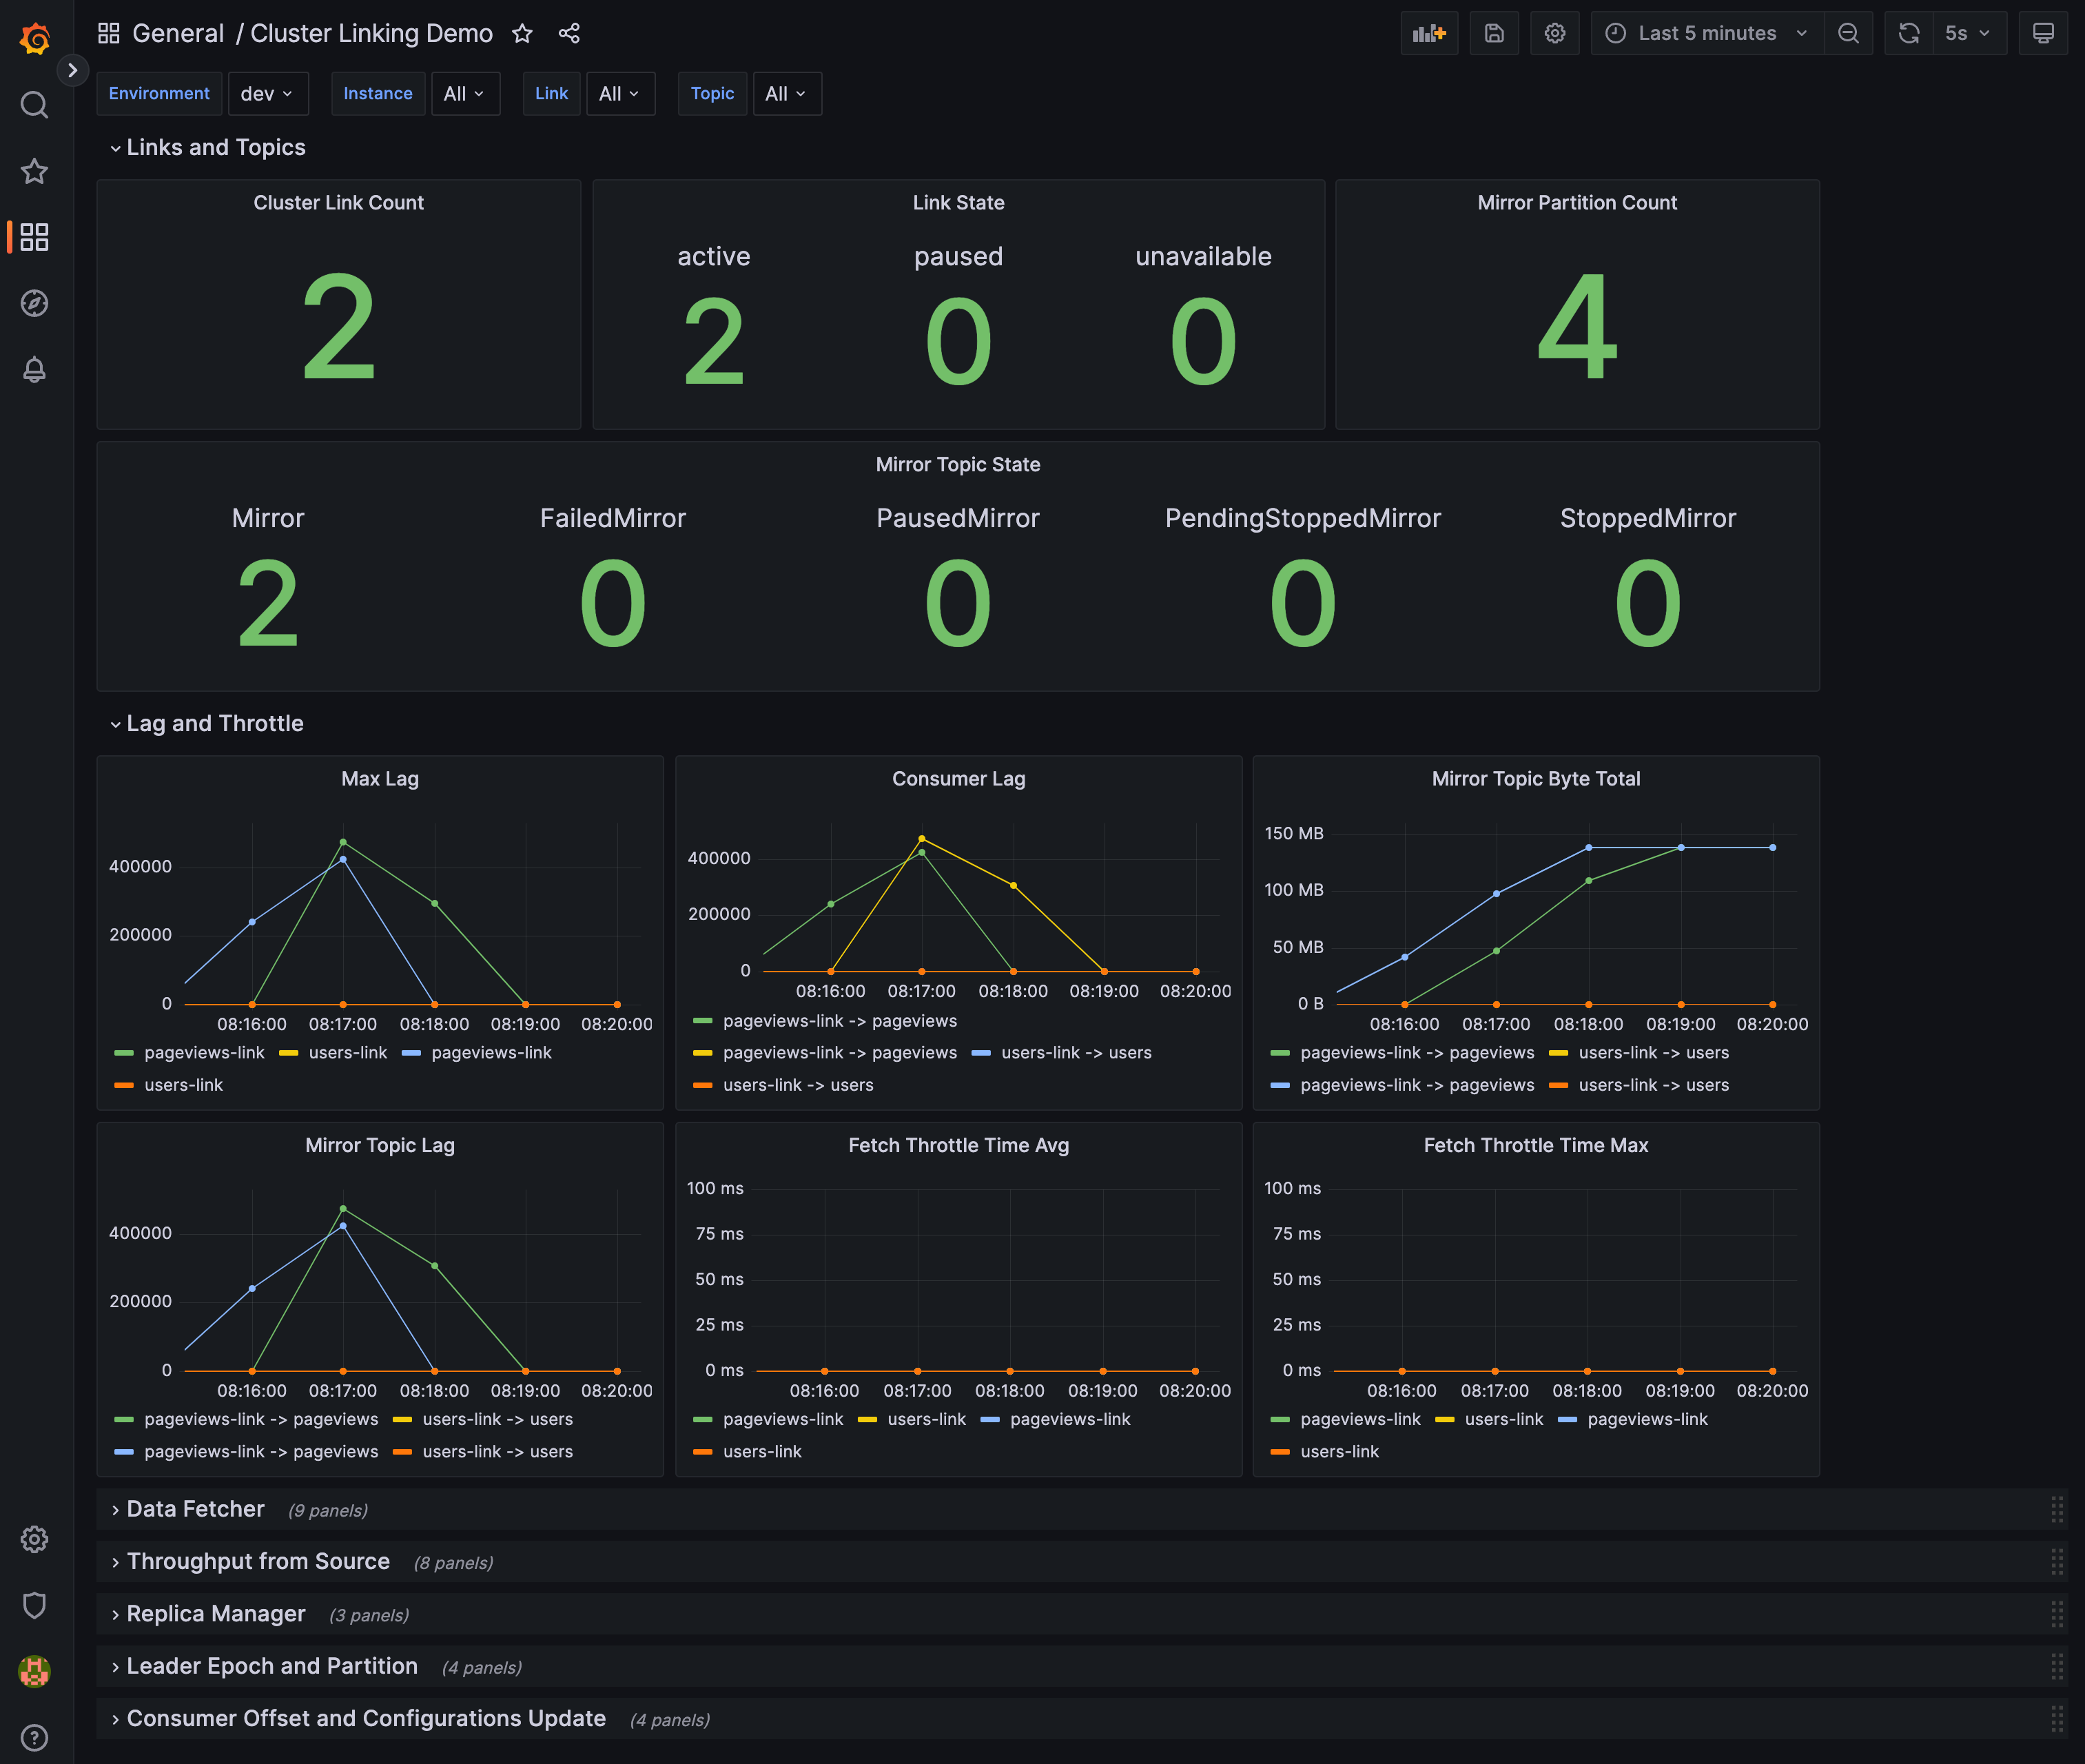 General / Cluster Linking Demo
Last 5 minutes
5s
Environment dev Instance All Link All Topic All
Links and Topics
Cluster Link Count
2
Link State
active paused unavailable
2 0 0
Mirror Partition Count
4
Mirror Topic State
Mirror FailedMirror PausedMirror PendingStoppedMirror StoppedMirror
2 0 0 0 0
Lag and Throttle
Max Lag
400000
200000
0
08:16:00 08:17:00 08:18:00 08:19:00 08:20:00
pageviews-link users-link pageviews-link
users-link
Consumer Lag
400000
200000
0
08:16:00 08:17:00 08:18:00 08:19:00 08:20:00
pageviews-link -> pageviews
pageviews-link -> pageviews users-link -> users
users-link -> users
Mirror Topic Byte Total
150 MB
100 MB
50 MB
0 B
08:16:00 08:17:00 08:18:00 08:19:00 08:20:00
pageviews-link -> pageviews users-link -> users
pageviews-link -> pageviews users-link -> users
Mirror Topic Lag
400000
200000
0
08:16:00 08:17:00 08:18:00 08:19:00 08:20:00
pageviews-link -> pageviews users-link -> users
pageviews-link -> pageviews users-link -> users
Fetch Throttle Time Avg
100 ms
75 ms
50 ms
25 ms
0 ms
08:16:00 08:17:00 08:18:00 08:19:00 08:20:00
pageviews-link users-link pageviews-link
users-link
Fetch Throttle Time Max
100 ms
75 ms
50 ms
25 ms
0 ms
08:16:00 08:17:00 08:18:00 08:19:00 08:20:00
pageviews-link users-link pageviews-link
users-link
Data Fetcher (9 panels)
Throughput from Source (8 panels)
Replica Manager (3 panels)
Leader Epoch and Partition (4 panels)
Consumer Offset and Configurations Update (4 panels)